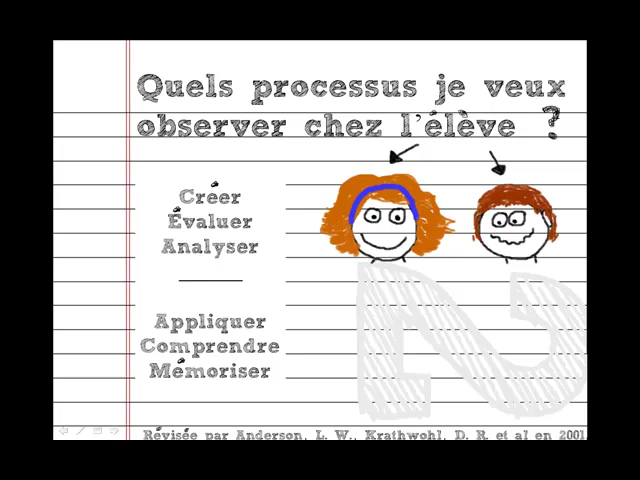 Quels processus je veux
observer chez l'élève ?
Créer
Évaluer
Analyser
Appliquer
Comprendre
Mémoriser
2
Révisée par Anderson, L. W., Krathwohl, D. R. et al en 2001.